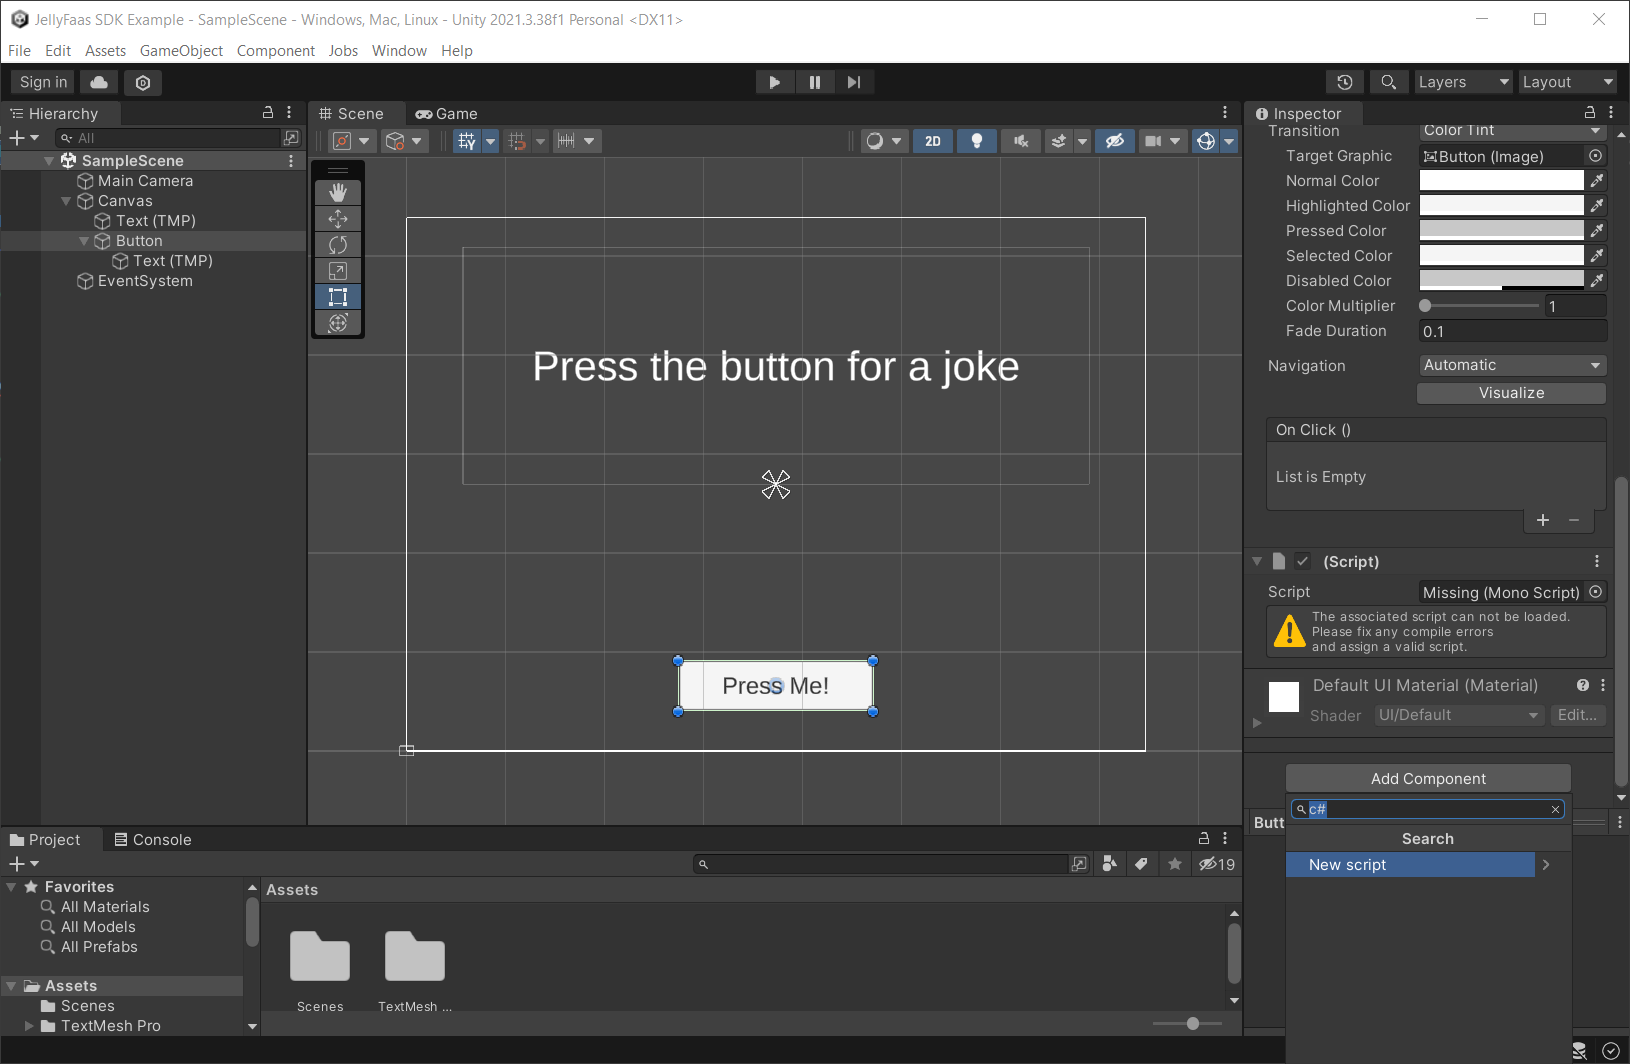 JellyFaas SDK Example - SampleScene - Windows, Mac, Linux - Unity 2021.3.38f1 Personal <DX11>
File Edit Assets GameObject Component Jobs Window Help
Sign in
Layers
Layout
Hierarchy
All
SampleScene
Main Camera
Canvas
Text (TMP)
Button
Text (TMP)
EventSystem
Scene
Game
2D
Press the button for a joke
Press Me!
Inspector
Transition Color Tint
Target Graphic Button (Image)
Normal Color
Highlighted Color
Pressed Color
Selected Color
Disabled Color
Color Multiplier 1
Fade Duration 0.1
Navigation Automatic
Visualize
On Click ()
List is Empty
(Script)
Script Missing (Mono Script)
The associated script can not be loaded.
Please fix any compile errors
and assign a valid script.
Default UI Material (Material)
Shader UI/Default Edit...
Add Component
c#
Butt
Search
New script
Project
Console
19
Favorites
All Materials
All Models
All Prefabs
Assets
Scenes
TextMesh Pro
Assets
Scenes
TextMesh ...